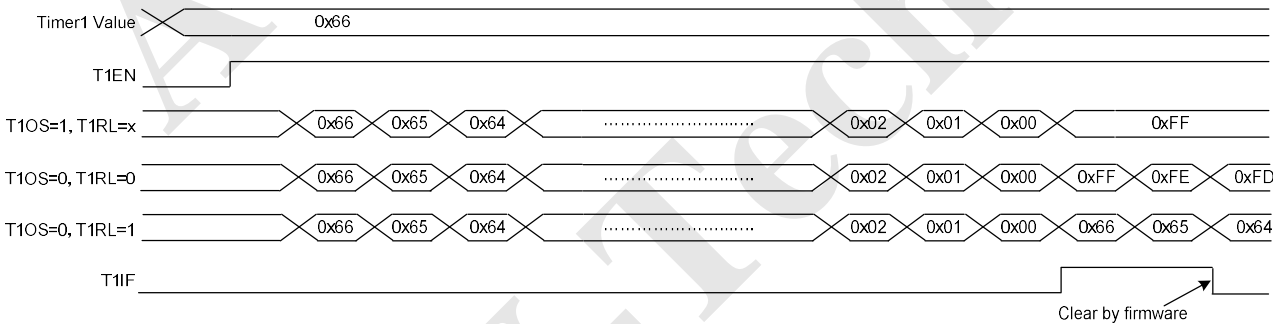 Timer1 Value 0x66
T1EN
T1OS=1, T1RL=x 0x66 0x65 0x64 ........................... 0x02 0x01 0x00 0xFF
T1OS=0, T1RL=0 0x66 0x65 0x64 ........................... 0x02 0x01 0x00 0xFF 0xFE 0xFD
T1OS=0, T1RL=1 0x66 0x65 0x64 ........................... 0x02 0x01 0x00 0x66 0x65 0x64
T1IF
Clear by firmware
Tech